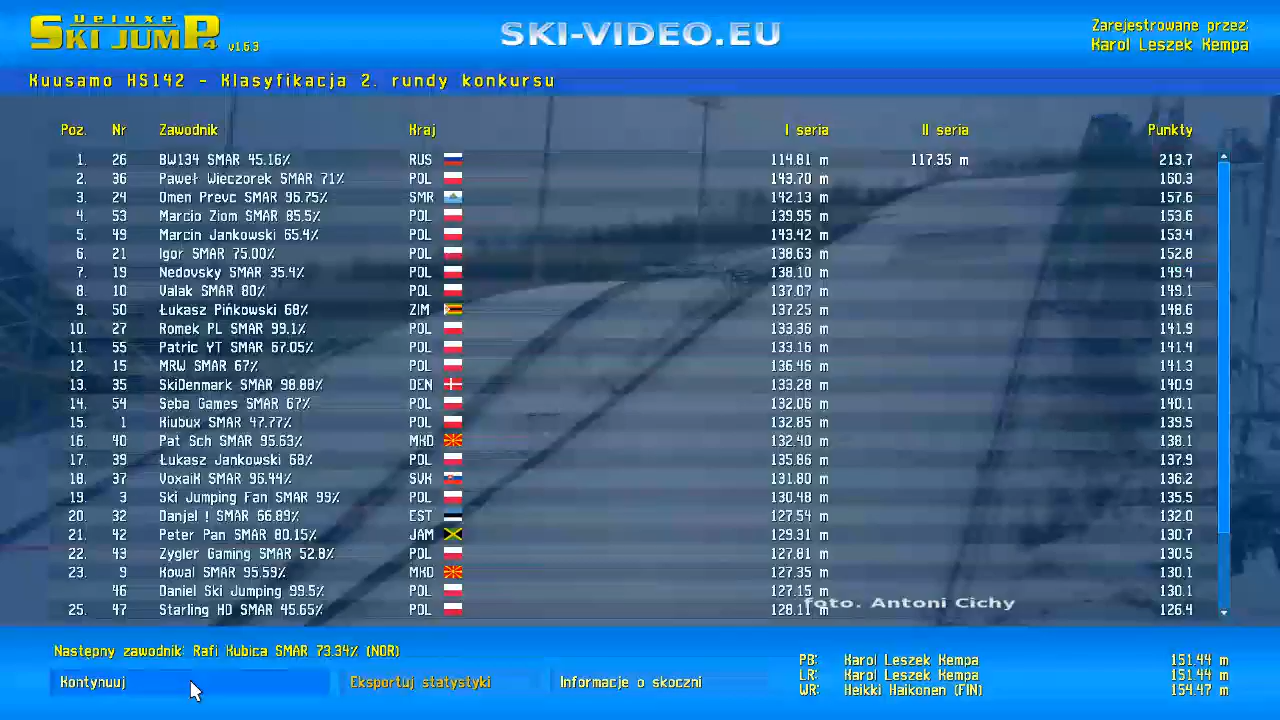 Deluxe
SKI JUMP 4 v1.6.3
SKI-VIDEO.EU
Zarejestrowane przez:
Karol Leszek Kempa
Kuusamo HS142 - Klasyfikacja 2. rundy konkursu
Poz. Nr Zawodnik Kraj I seria II seria Punkty
1. 26 BW134 SMAR 45.16% RUS 114.81 m 117.35 m 213.7
2. 36 Paweł Wieczorek SMAR 71% POL 143.70 m 160.3
3. 24 Omen Prevc SMAR 96.75% SMR 142.13 m 157.6
4. 53 Marcio Ziom SMAR 85.5% POL 139.95 m 153.6
5. 49 Marcin Jankowski 65.4% POL 143.42 m 153.4
6. 21 Igor SMAR 75.00% POL 138.63 m 152.8
7. 19 Nedovsky SMAR 35.4% POL 138.10 m 149.4
8. 10 Valak SMAR 80% POL 137.07 m 149.1
9. 50 Łukasz Pińkowski 68% ZIM 137.25 m 148.6
10. 27 Romek PL SMAR 99.1% POL 133.36 m 141.9
11. 55 Patric YT SMAR 67.05% POL 133.16 m 141.4
12. 15 MRW SMAR 67% POL 136.46 m 141.3
13. 35 SkiDenmark SMAR 98.88% DEN 133.28 m 140.9
14. 54 Seba Games SMAR 67% POL 132.06 m 140.1
15. 1 Kiubux SMAR 47.77% POL 132.85 m 139.5
16. 40 Pat Sch SMAR 95.63% MKD 132.40 m 138.1
17. 39 Łukasz Jankowski 68% POL 135.86 m 137.9
18. 37 VoxaiK SMAR 96.44% SVK 131.80 m 136.2
19. 3 Ski Jumping Fan SMAR 99% POL 130.48 m 135.5
20. 32 Danjel ! SMAR 66.89% EST 127.54 m 132.0
21. 42 Peter Pan SMAR 80.15% JAM 129.31 m 130.7
22. 43 Zygler Gaming SMAR 52.8% POL 127.81 m 130.5
23. 9 Kowal SMAR 95.59% MKD 127.35 m 130.1
46 Daniel Ski Jumping 99.5% POL 127.15 m 130.1
25. 47 Starling HD SMAR 45.65% POL 128.11 m 126.4
foto. Antoni Cichy
Następny zawodnik: Rafi Kubica SMAR 73.34% (NOR)
Kontynuuj Eksportuj statystyki Informacje o skoczni
PB: Karol Leszek Kempa 151.44 m
LR: Karol Leszek Kempa 151.44 m
WR: Heikki Haikonen (FIN) 154.47 m